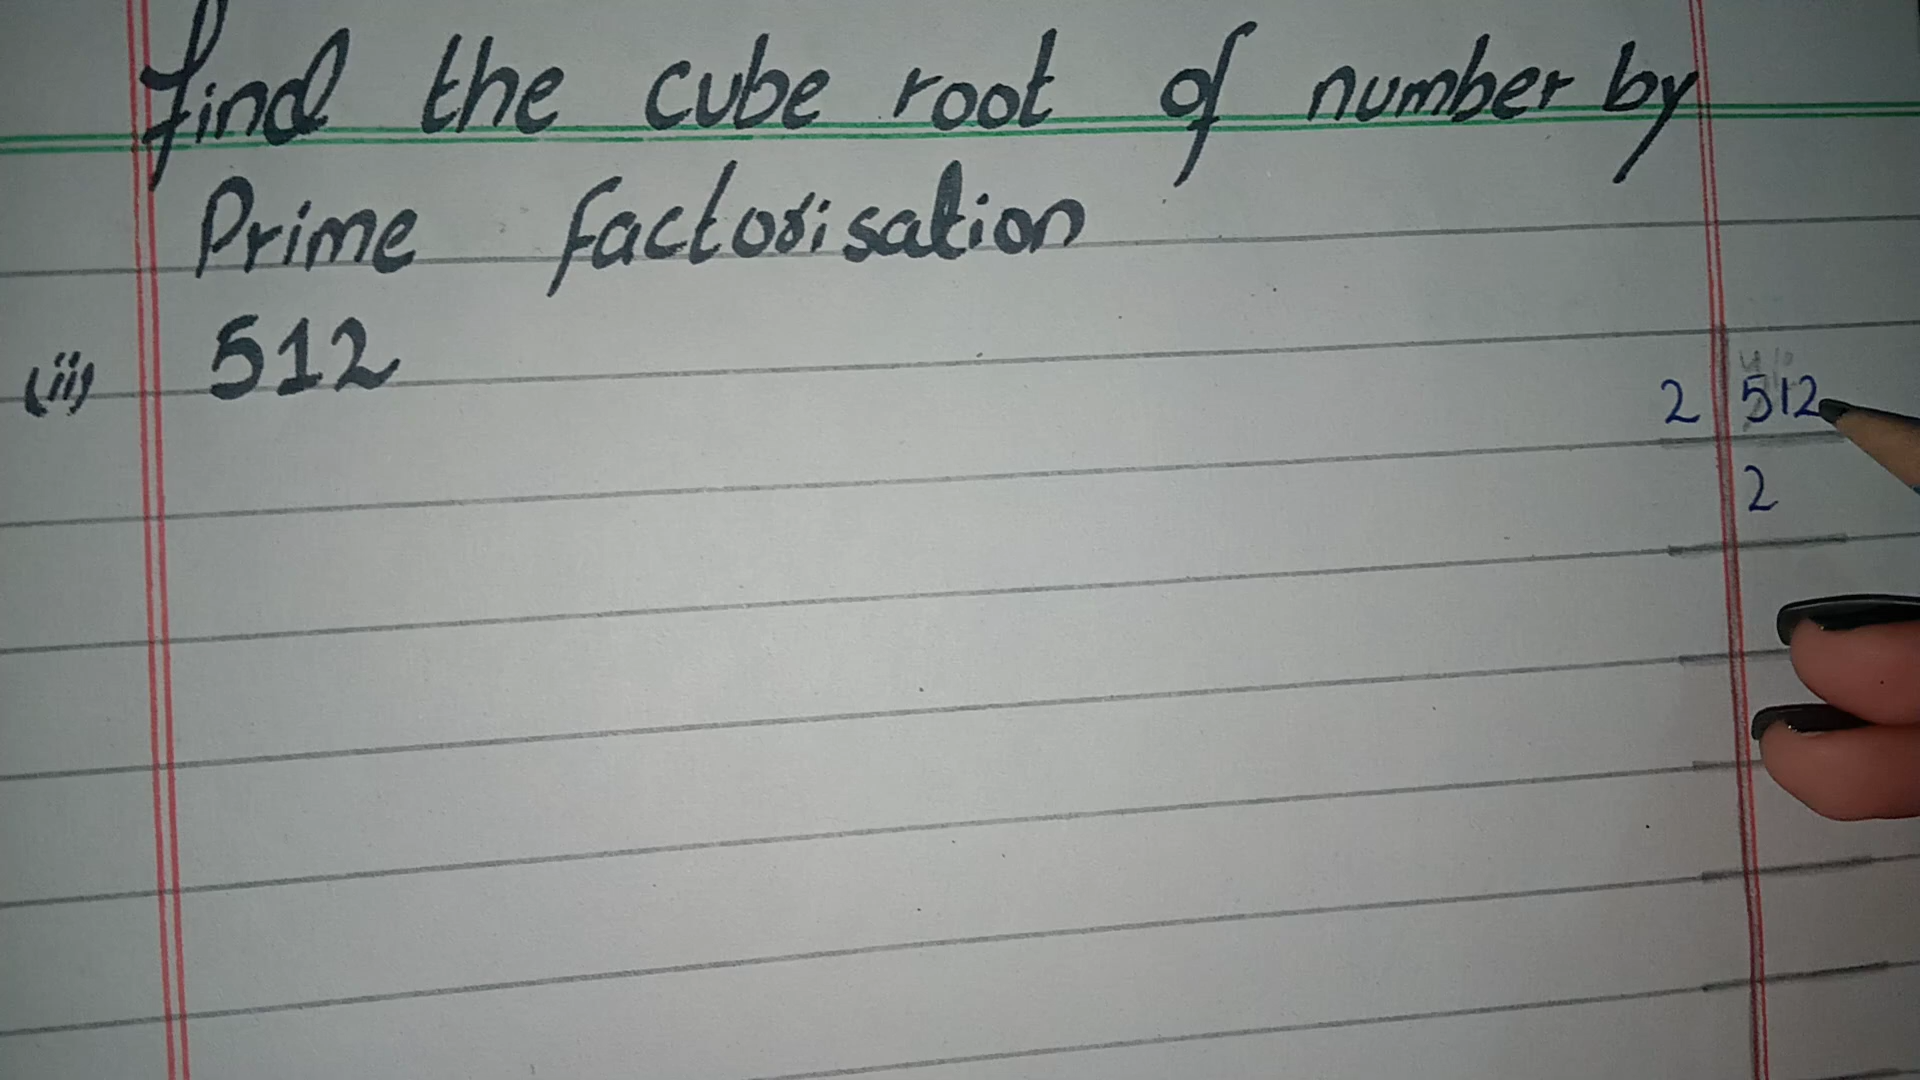 find the cube root of number by
Prime factorisation
(ii) 512
2 512
2